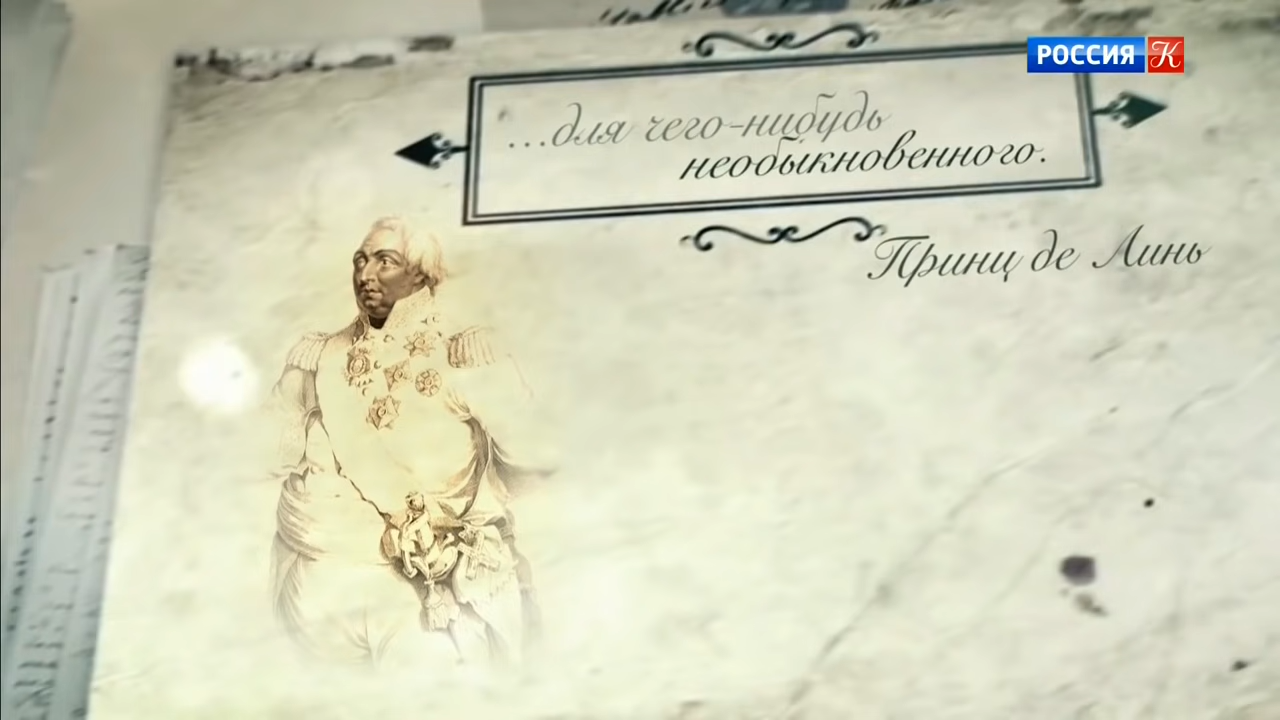 РОССИЯ К
...для чего-нибудь
необыкновенного.
Принц де Линь